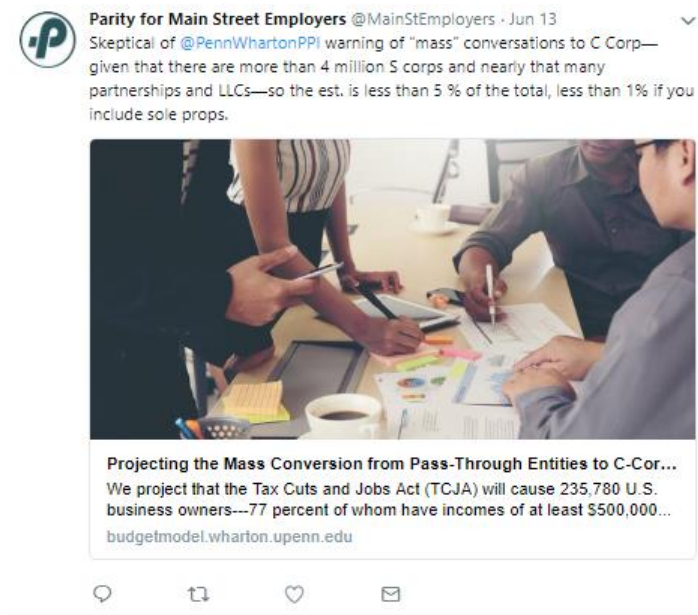 Parity for Main Street Employers @MainStEmployers · Jun 13
Skeptical of @PennWhartonPPI warning of "mass" conversations to C Corp—
given that there are more than 4 million S corps and nearly that many
partnerships and LLCs—so the est. is less than 5 % of the total, less than 1% if you
include sole props.
Projecting the Mass Conversion from Pass-Through Entities to C-Cor...
We project that the Tax Cuts and Jobs Act (TCJA) will cause 235,780 U.S.
business owners---77 percent of whom have incomes of at least $500,000...
budgetmodel.wharton.upenn.edu